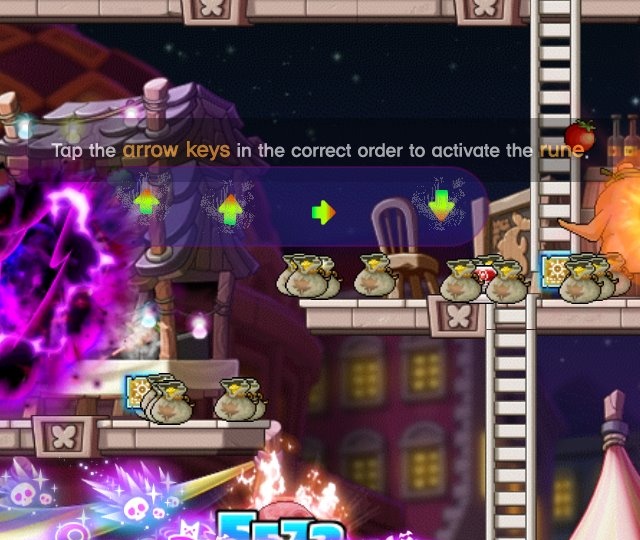 Tap the arrow keys in the correct order to activate the rune.